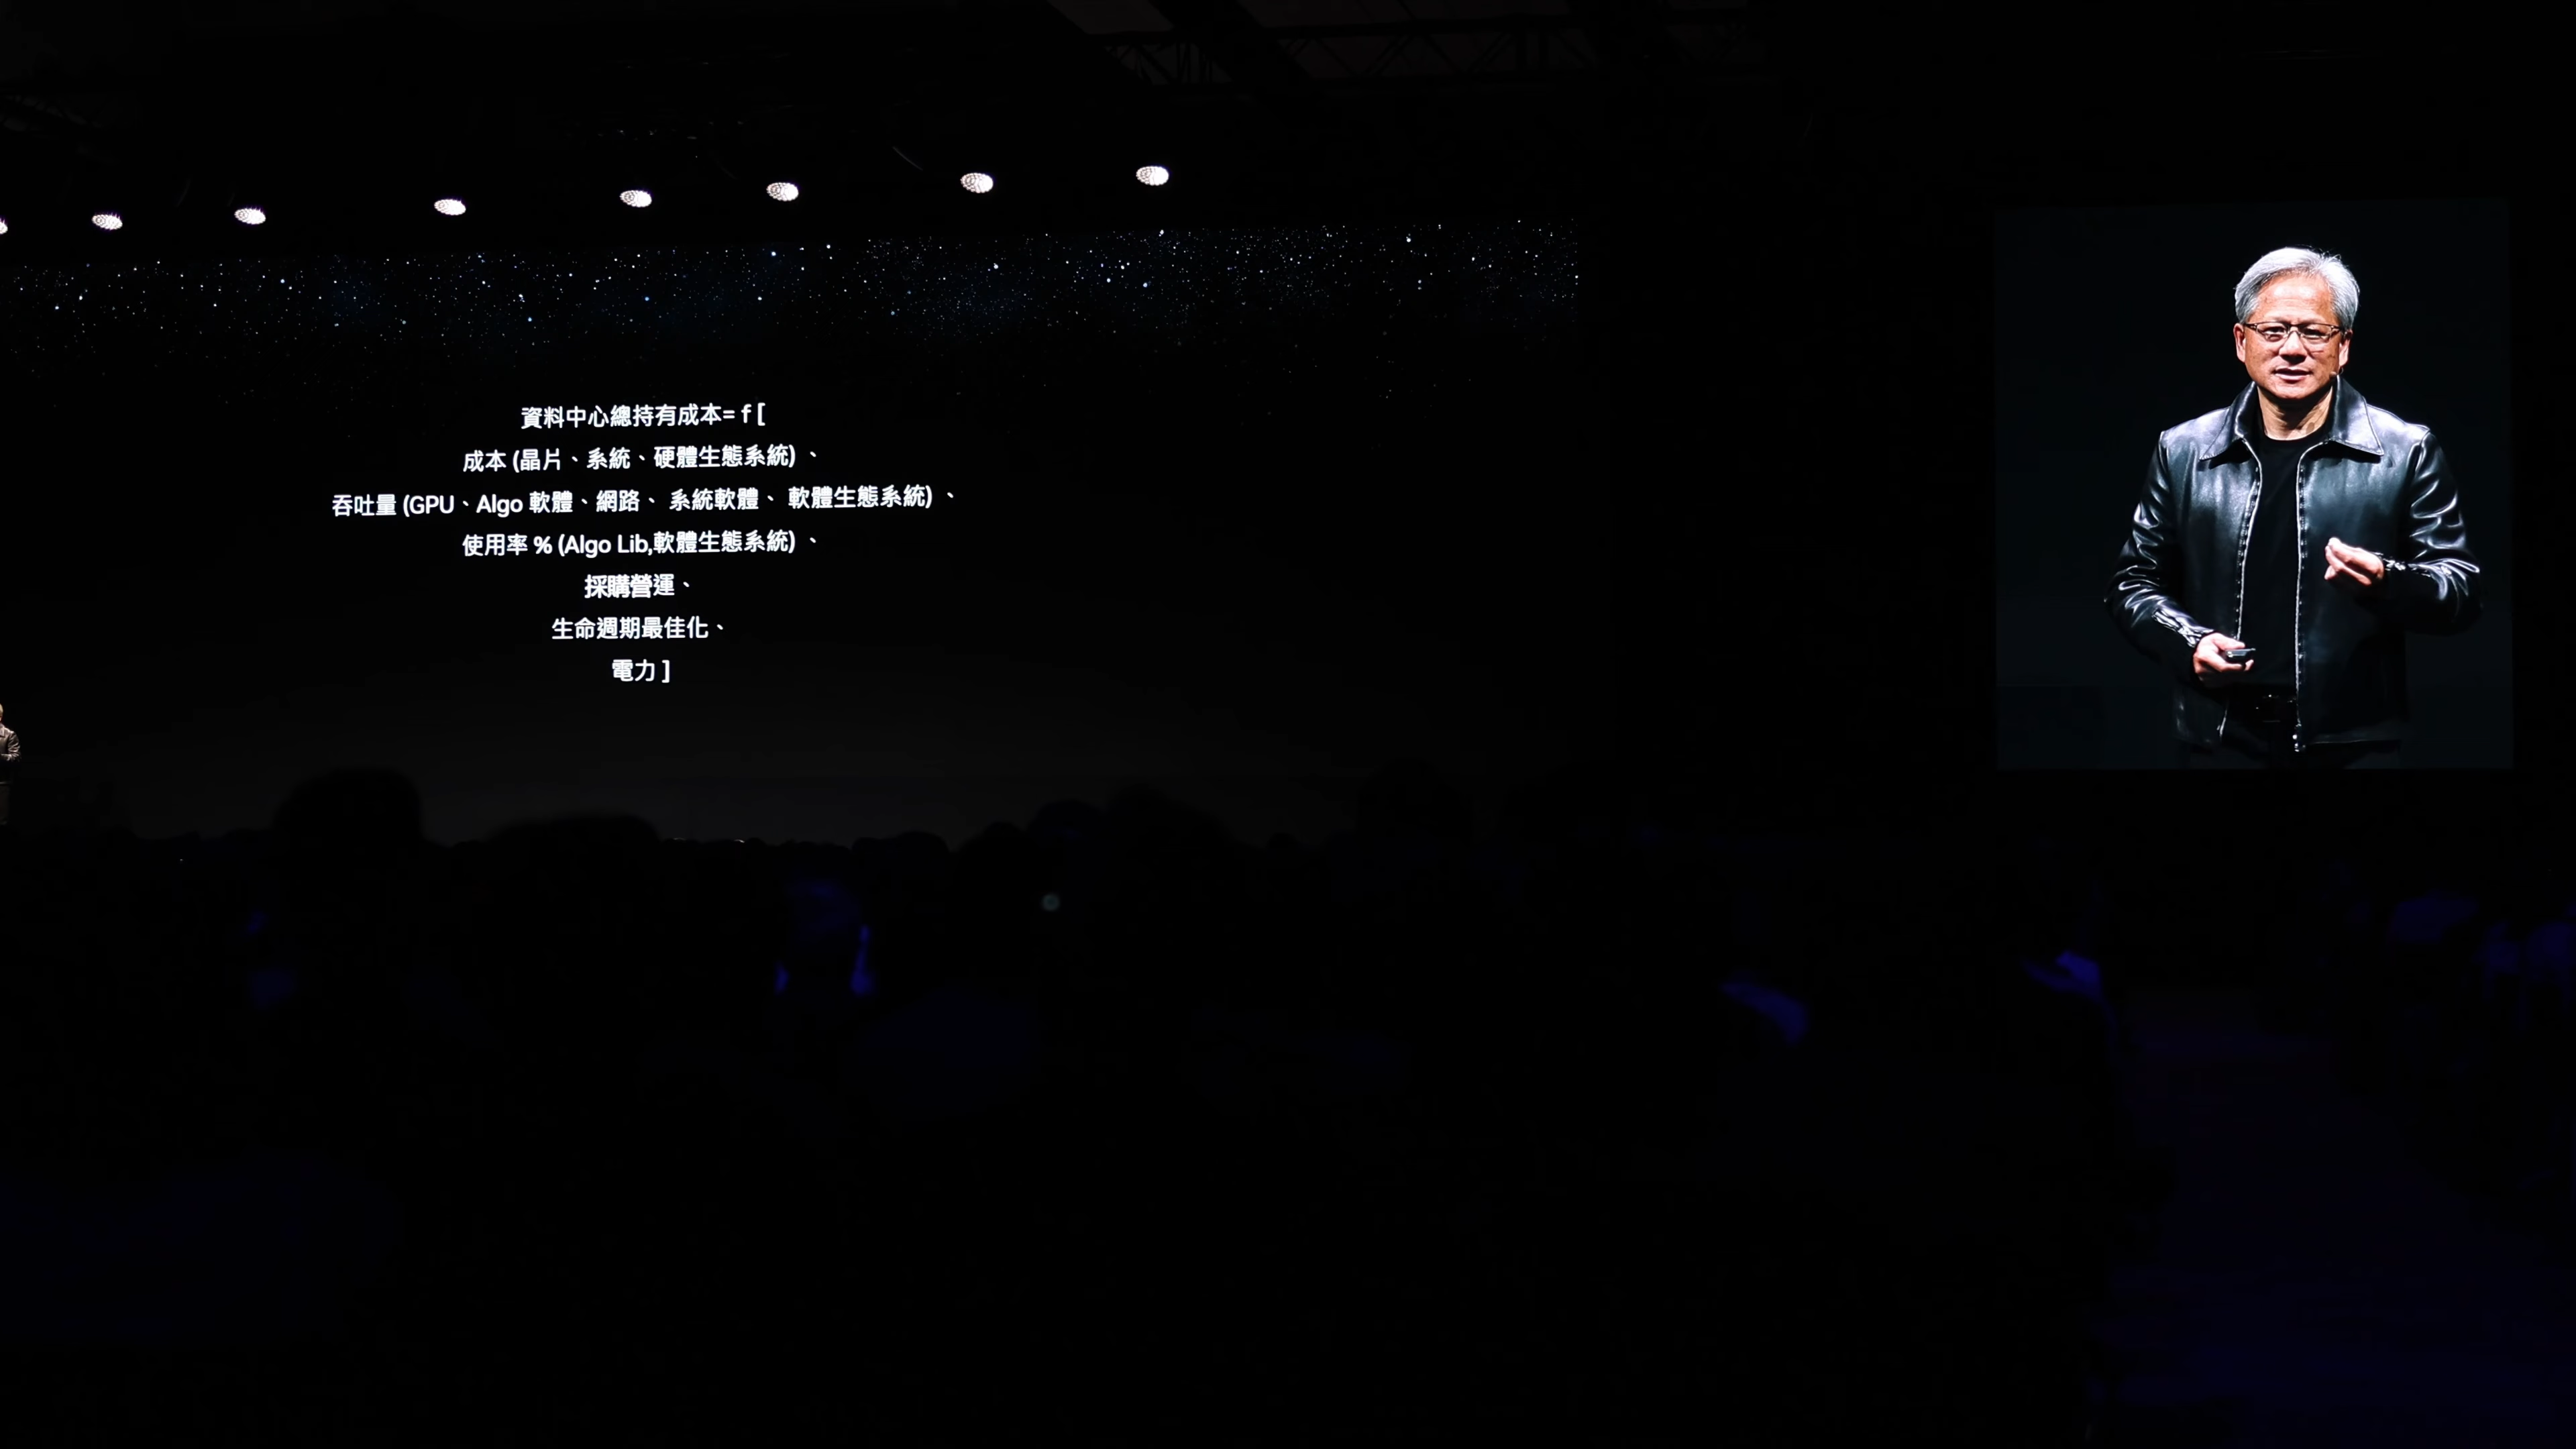 資料中心總持有成本= f [
成本 (晶片、系統、硬體生態系統) 、
吞吐量 (GPU、Algo 軟體、網路、 系統軟體、 軟體生態系統) 、
使用率 % (Algo Lib,軟體生態系統) 、
採購營運、
生命週期最佳化、
電力 ]